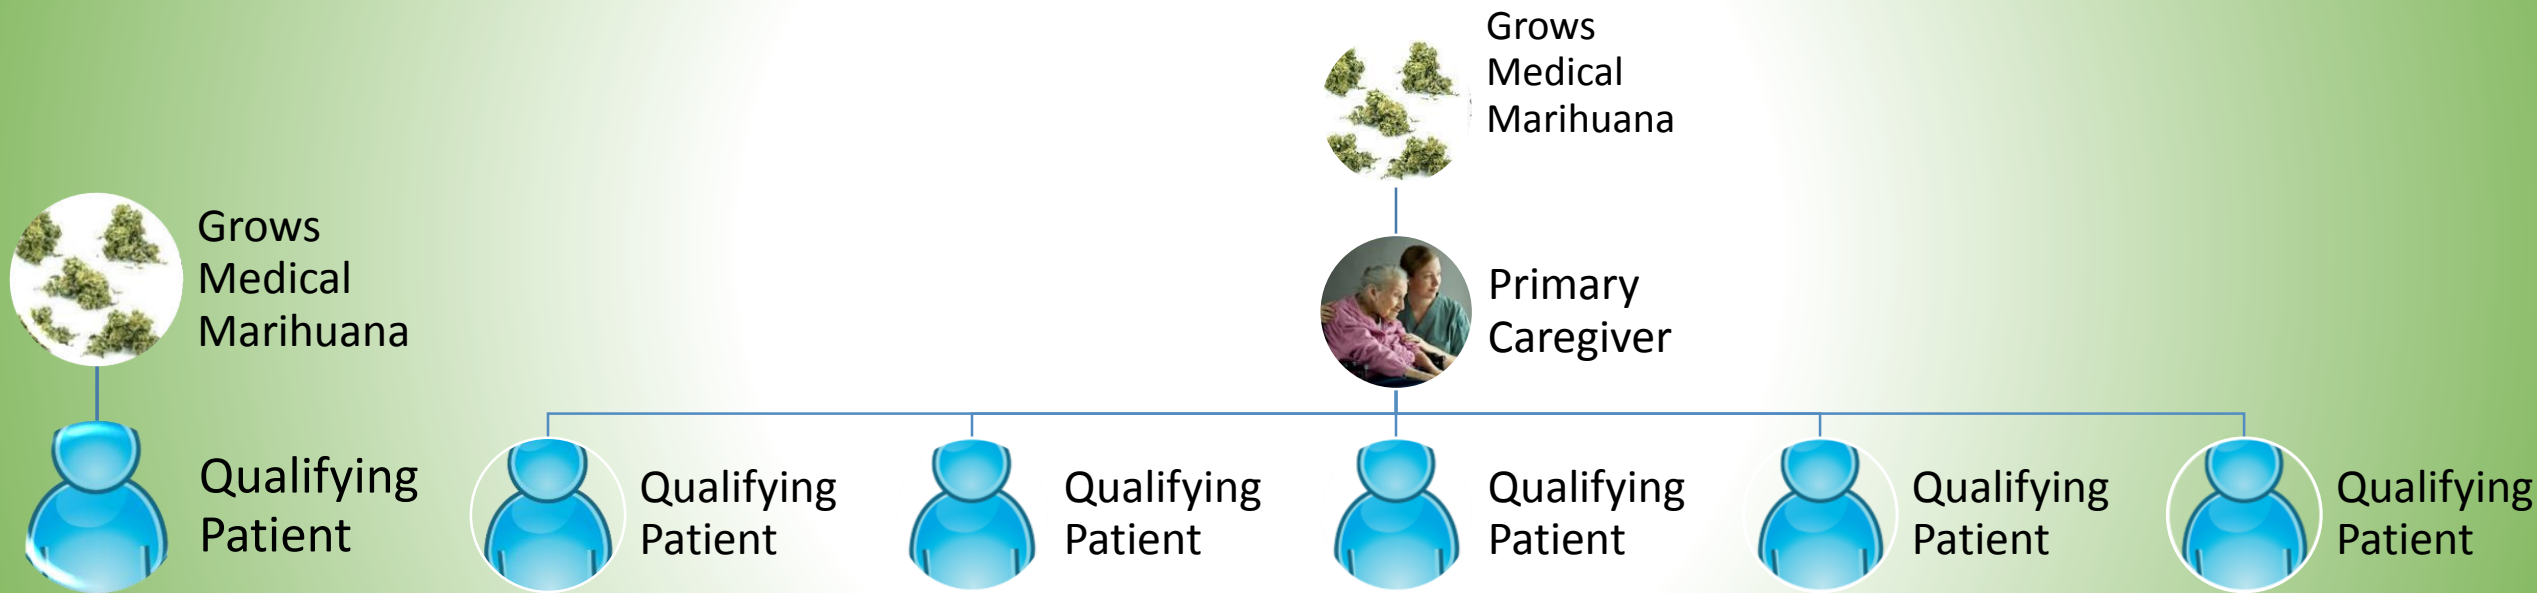 Grows
Medical
Marihuana
Qualifying
Patient
Grows
Medical
Marihuana
Primary
Caregiver
Qualifying
Patient
Qualifying
Patient
Qualifying
Patient
Qualifying
Patient
Qualifying
Patient